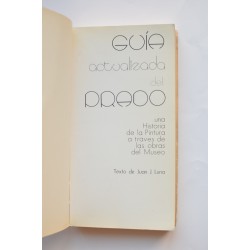 GUÍA
actualizada
del
PRADO
una
Historia
de la Pintura
a través de
las obras
del Museo
Texto de Juan J. Luna